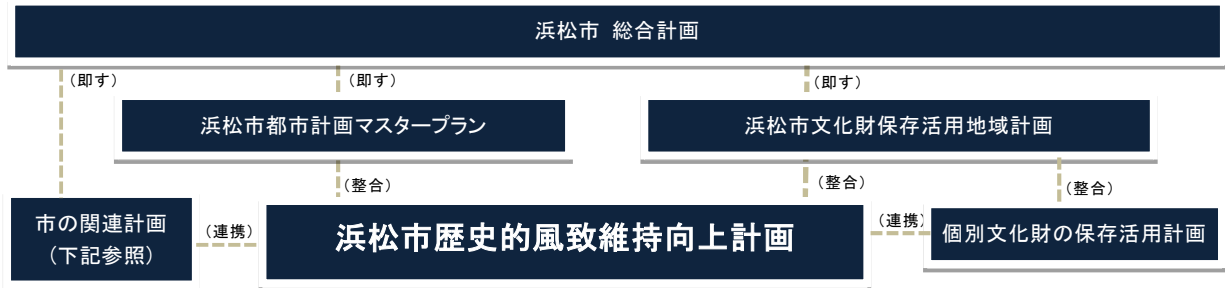 浜松市 総合計画
（即す）
（即す）
（即す）
浜松市都市計画マスタープラン
浜松市文化財保存活用地域計画
（整合）
（整合）
（整合）
市の関連計画
（下記参照）
（連携）
浜松市歴史的風致維持向上計画
（連携）
個別文化財の保存活用計画